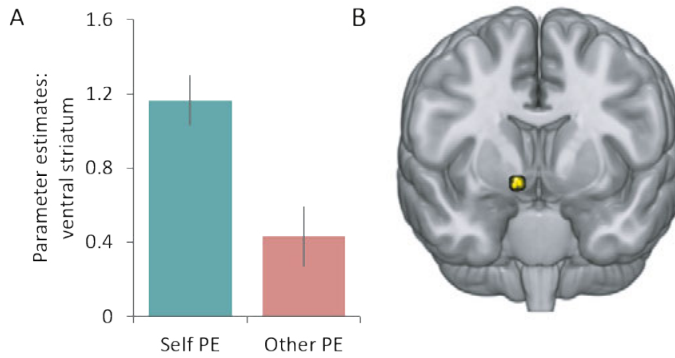 A
B
Parameter estimates:
ventral striatum
1.6
1.2
0.8
0.4
0
Self PE
Other PE